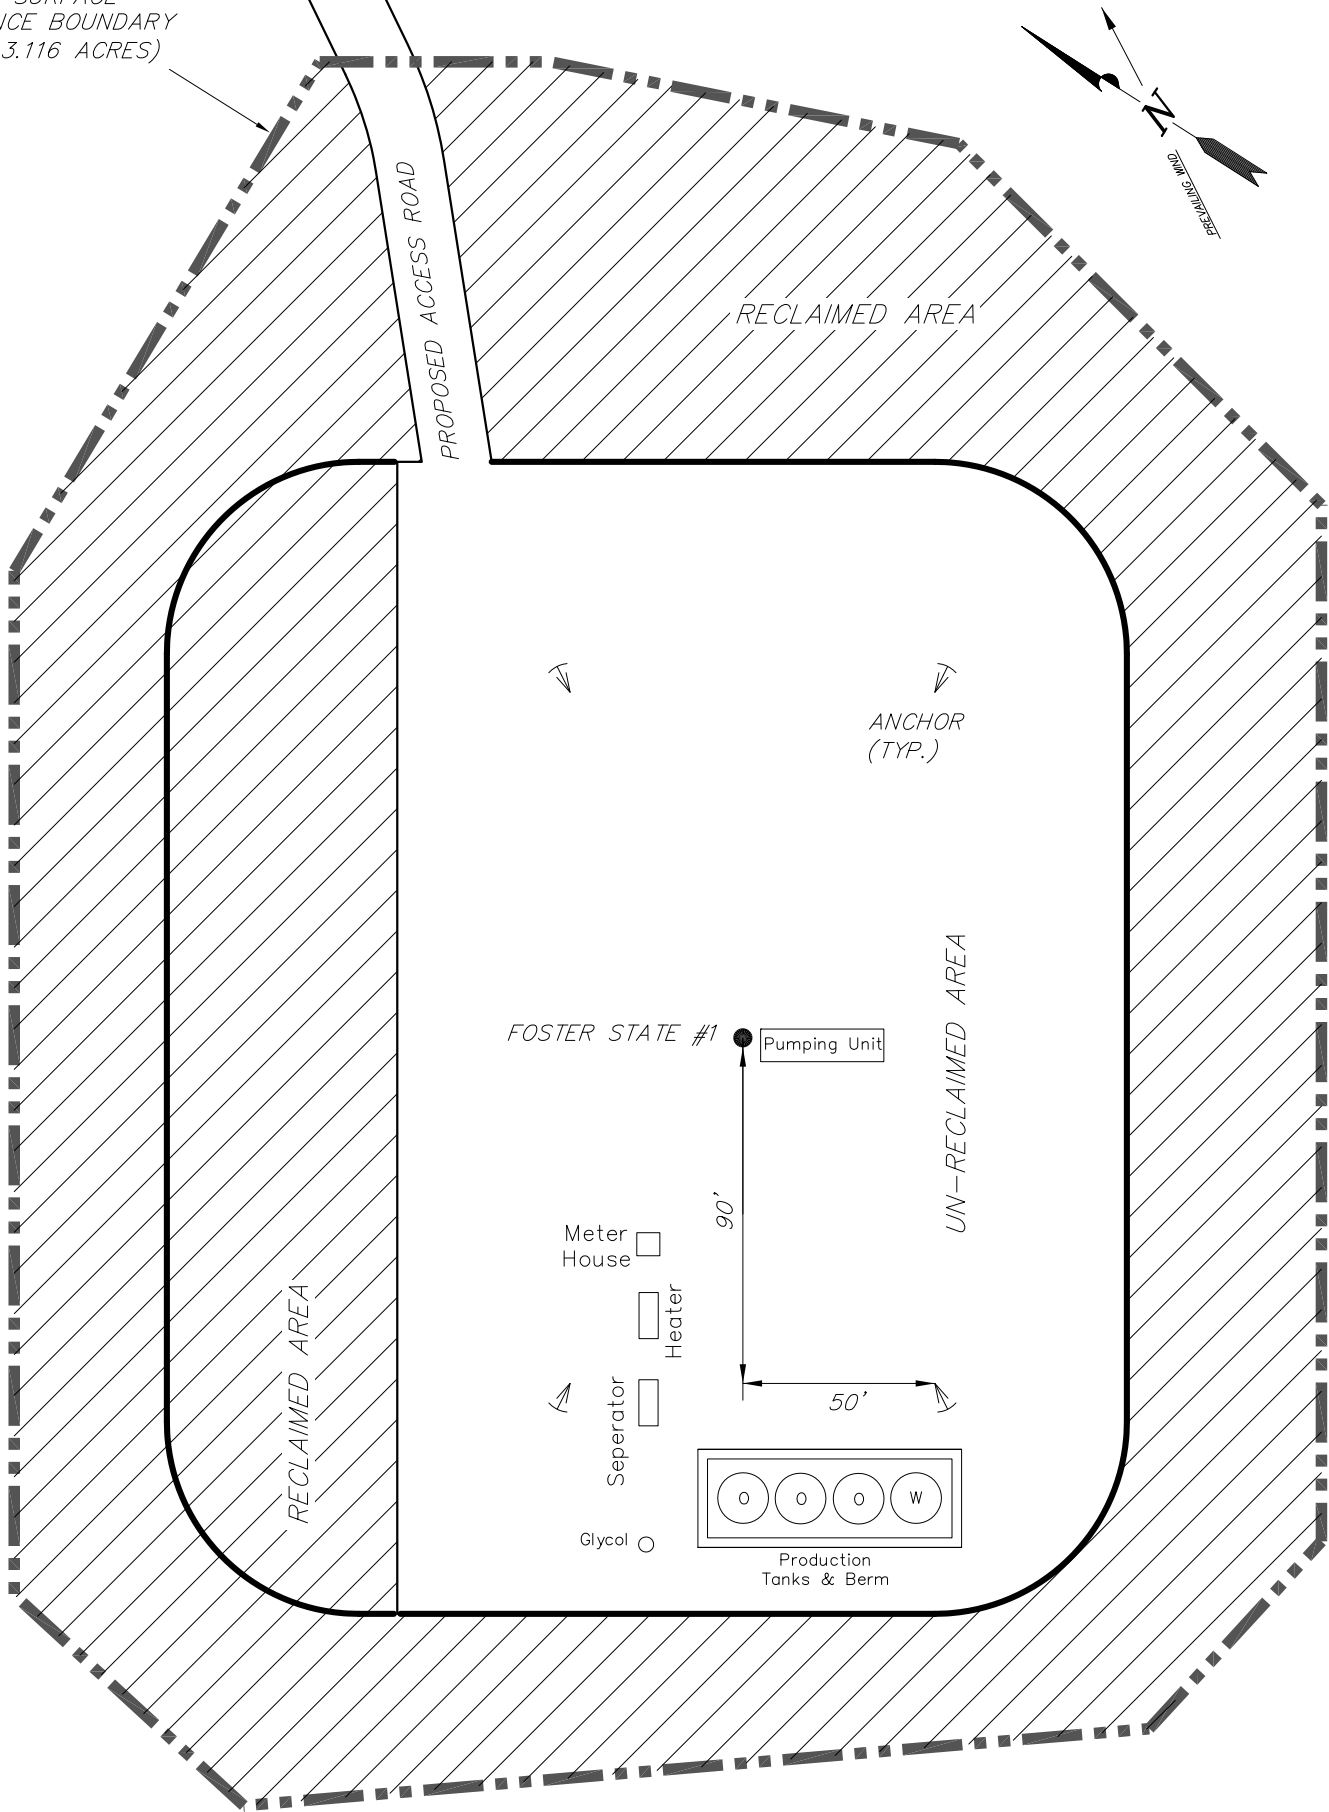 SURFACE
BOUNDARY
3.116 ACRES)
N
PREVAILING WIND
PROPOSED ACCESS ROAD
RECLAIMED AREA
ANCHOR
(TYP.)
UN-RECLAIMED AREA
FOSTER STATE #1
Pumping Unit
90'
Meter
House
Heater
RECLAIMED AREA
Seperator
50'
O O O W
Glycol
Production
Tanks & Berm